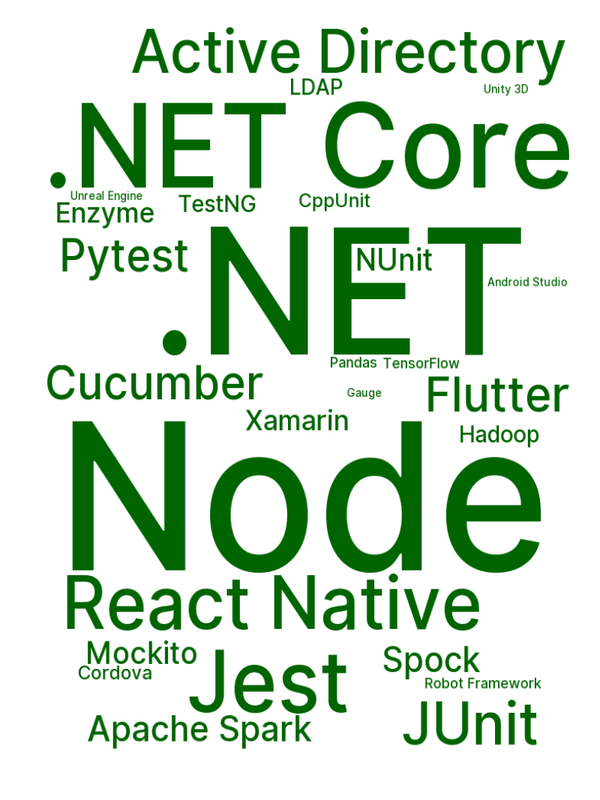 Active Directory
LDAP
Unity 3D
.NET Core
Unreal Engine
Enzyme
TestNG
CppUnit
Pytest
.NET
NUnit
Android Studio
Pandas
TensorFlow
Cucumber
Gauge
Flutter
Xamarin
Hadoop
Node
React Native
Mockito
Cordova
Jest
Spock
Robot Framework
Apache Spark
JUnit